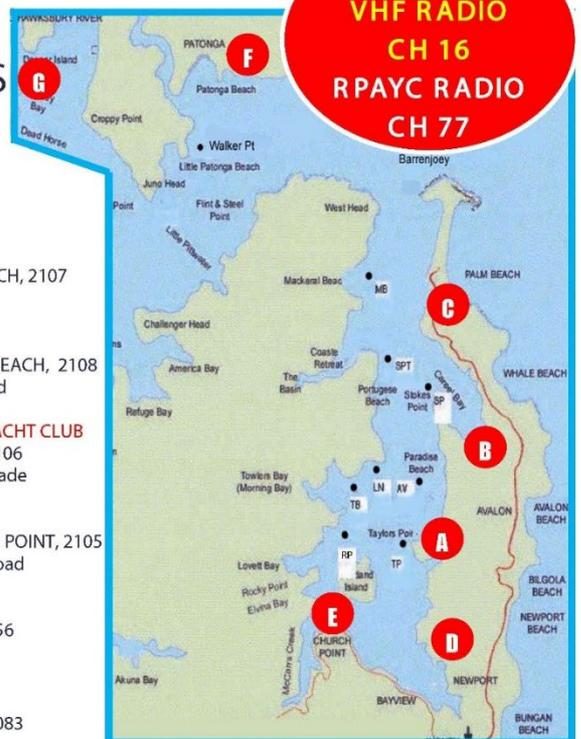 VHF RADIO
CH 16
RPAYC RADIO
CH 77
HAWKSBURY RIVER
PATONGA
F
Island
G
Bay
Patonga Beach
Dead Horse
Croppy Point
Walker Pt
Barrenjoey
Little Patonga Beach
Juno Head
Point
Flint & Steel
Point
West Head
Little Pittwater
CH, 2107
Mackeral Beac
MB
PALM BEACH
C
Challenger Head
EACH, 2108
America Bay
Coaste
Retreat
SPT
The
Basin
Portugese
Beach
Stokes
Point
SP
Careel Bay
WHALE BEACH
Refuge Bay
ACHT CLUB
106
ade
B
Paradise
Beach
Towlers Bay
(Morning Bay)
LN
AV
TB
AVALON
AVALON
BEACH
POINT, 2105
oad
Taylors Poir
A
RP
TP
Lovett Bay
Island
BILGOLA
BEACH
Rocky Point
Elvina Bay
E
CHURCH
POINT
NEWPORT
BEACH
56
D
McCarrs Creek
Akuna Bay
NEWPORT
BAYVIEW
083
BUNGAN
BEACH